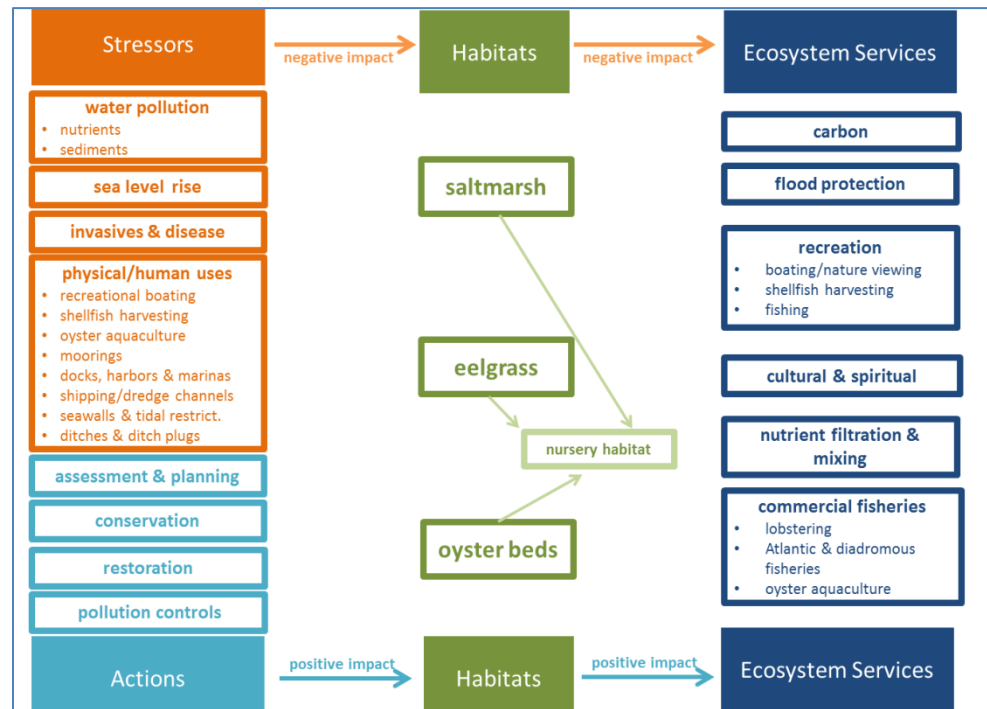 Stressors
negative impact
Habitats
negative impact
Ecosystem Services
water pollution
• nutrients
• sediments
sea level rise
invasives & disease
physical/human uses
• recreational boating
• shellfish harvesting
• oyster aquaculture
• moorings
• docks, harbors & marinas
• shipping/dredge channels
• seawalls & tidal restrict.
• ditches & ditch plugs
assessment & planning
conservation
restoration
pollution controls
saltmarsh
eelgrass
nursery habitat
oyster beds
carbon
flood protection
recreation
• boating/nature viewing
• shellfish harvesting
• fishing
cultural & spiritual
nutrient filtration &
mixing
commercial fisheries
• lobstering
• Atlantic & diadromous
fisheries
• oyster aquaculture
Actions
positive impact
Habitats
positive impact
Ecosystem Services